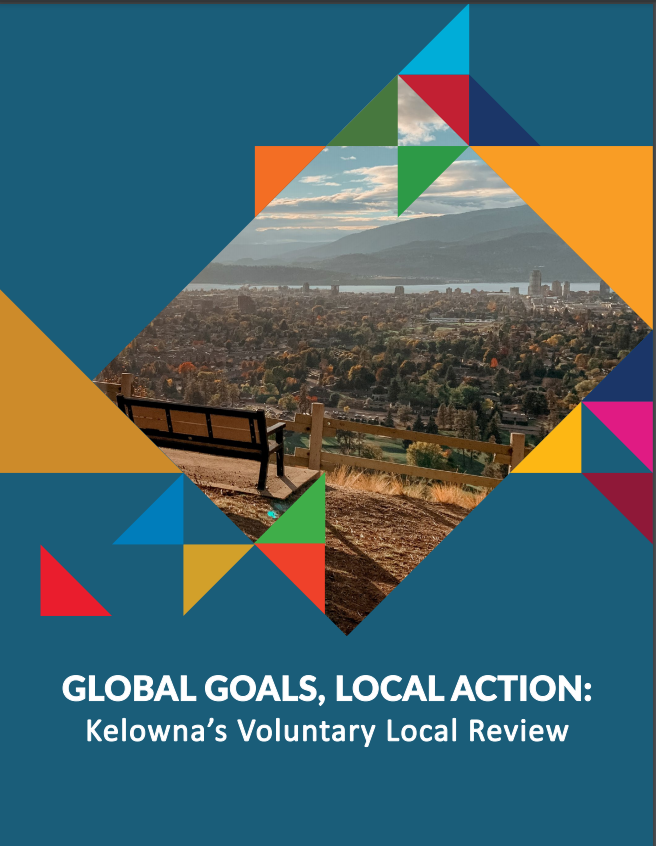 GLOBAL GOALS, LOCAL ACTION:
Kelowna’s Voluntary Local Review